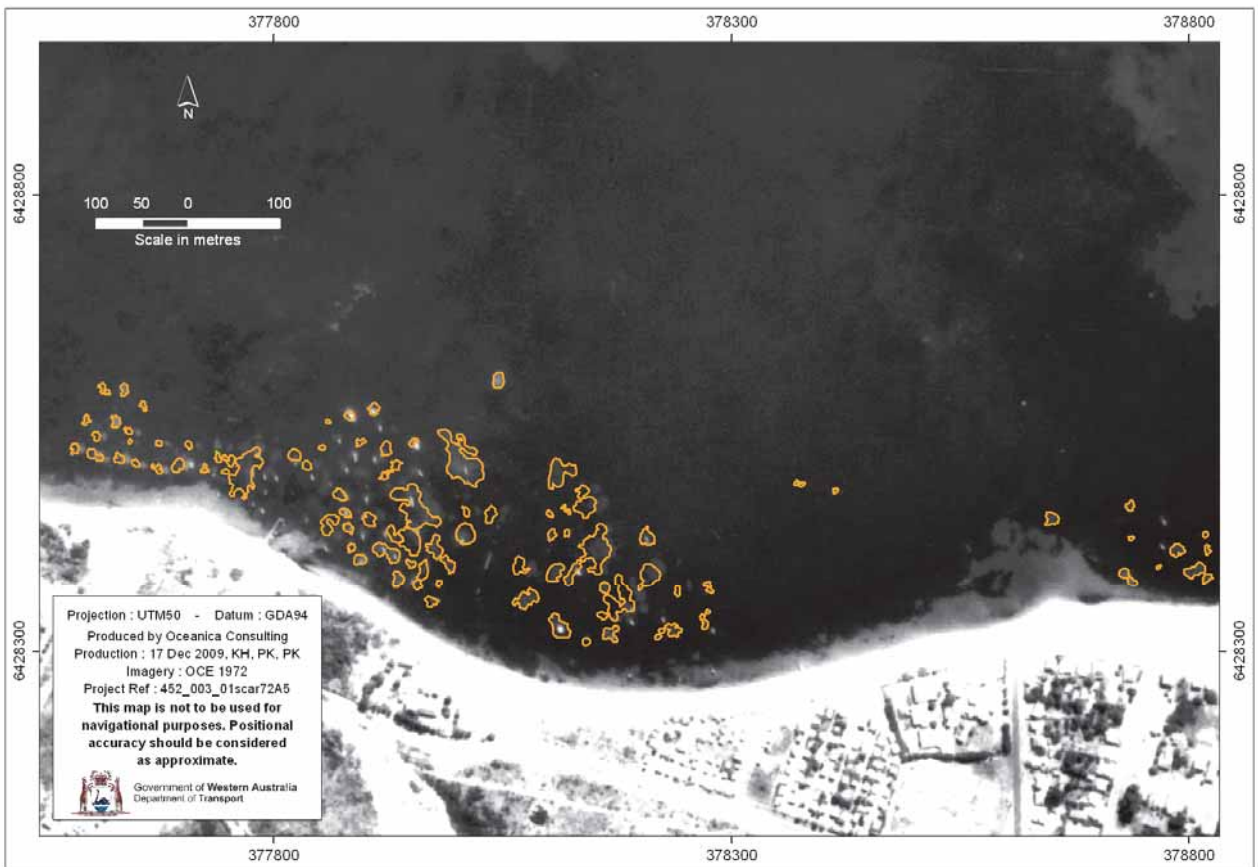 377800 378300 378800
N
6428800 6428800
100 50 0 100
Scale in metres
6428300 6428300
Projection : UTM50 - Datum : GDA94
Produced by Oceanica Consulting
Production : 17 Dec 2009, KH, PK, PK
Imagery : OCE 1972
Project Ref : 452_003_01scar72A5
This map is not to be used for
navigational purposes. Positional
accuracy should be considered
as approximate.
Government of Western Australia
Department of Transport
377800 378300 378800